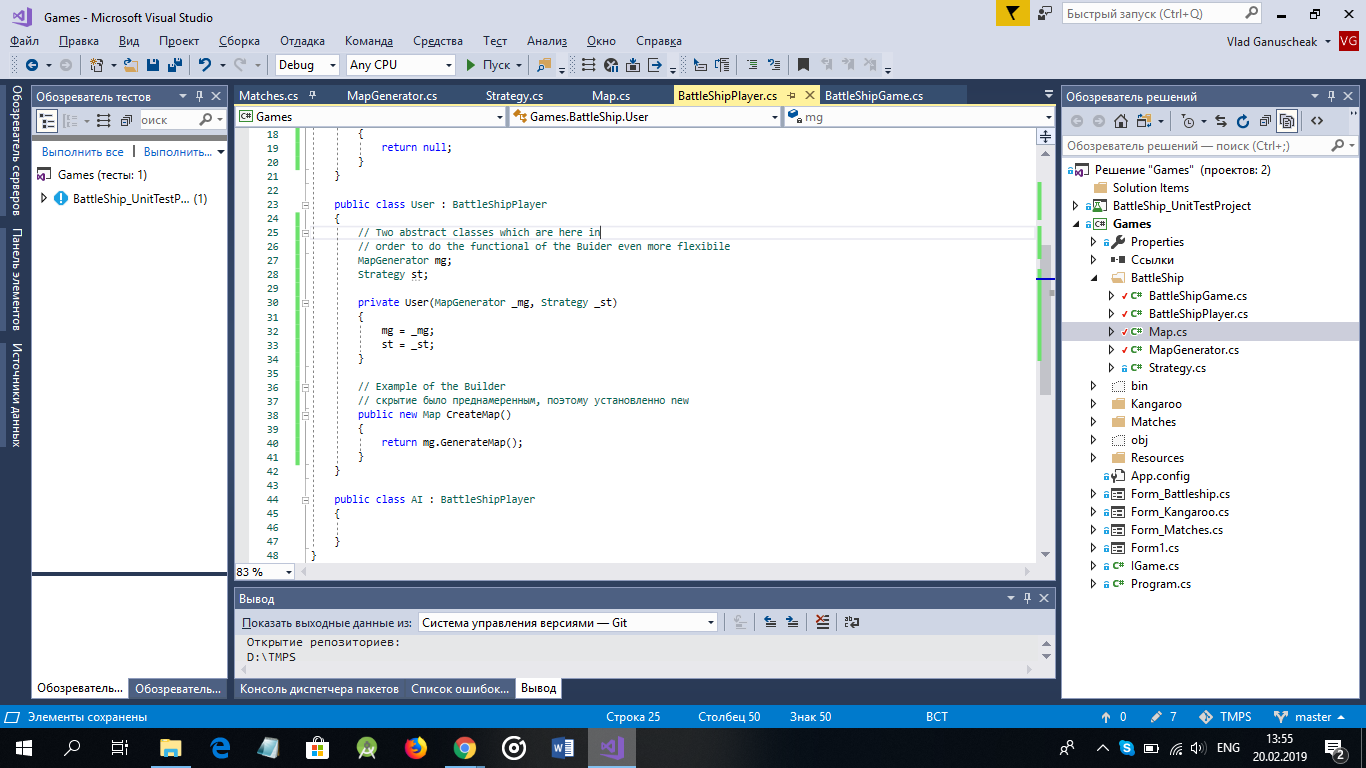 Games - Microsoft Visual Studio
Быстрый запуск (Ctrl+Q)
Файл Правка Вид Проект Сборка Отладка Команда Средства Тест Анализ Окно Справка
Vlad Ganuscheak VG
Debug Any CPU Пуск
Обозреватель серверов
Панель элементов
Источники данных
Обозреватель тестов
оиск
Выполнить все Выполнить...
Games (тесты: 1)
BattleShip_UnitTestP... (1)
Обозреватель... Обозреватель...
Matches.cs MapGenerator.cs Strategy.cs Map.cs BattleShipPlayer.cs BattleShipGame.cs
Games Games.BattleShip.User mg
18 {
19 return null;
20 }
21 }
22
23 public class User : BattleShipPlayer
24 {
25 // Two abstract classes which are here in
26 // order to do the functional of the Buider even more flexibile
27 MapGenerator mg;
28 Strategy st;
29
30 private User(MapGenerator _mg, Strategy _st)
31 {
32 mg = _mg;
33 st = _st;
34 }
35
36 // Example of the Builder
37 // скрытие было преднамеренным, поэтому установленно new
38 public new Map CreateMap()
39 {
40 return mg.GenerateMap();
41 }
42 }
43
44 public class AI : BattleShipPlayer
45 {
46
47 }
48 }
83 %
Вывод
Показать выходные данные из: Система управления версиями — Git
Открытие репозиториев:
D:\TMPS
Консоль диспетчера пакетов Список ошибок... Вывод
Обозреватель решений
Обозреватель решений — поиск (Ctrl+;)
Решение "Games" (проектов: 2)
Solution Items
BattleShip_UnitTestProject
C# Games
Properties
Ссылки
BattleShip
C# BattleShipGame.cs
C# BattleShipPlayer.cs
C# Map.cs
C# MapGenerator.cs
C# Strategy.cs
bin
Kangaroo
Matches
obj
Resources
App.config
Form_Battleship.cs
Form_Kangaroo.cs
Form_Matches.cs
Form1.cs
C# IGame.cs
C# Program.cs
Элементы сохранены Строка 25 Столбец 50 Знак 50 ВСТ 0 7 TMPS master
ENG 13:55
20.02.2019 2